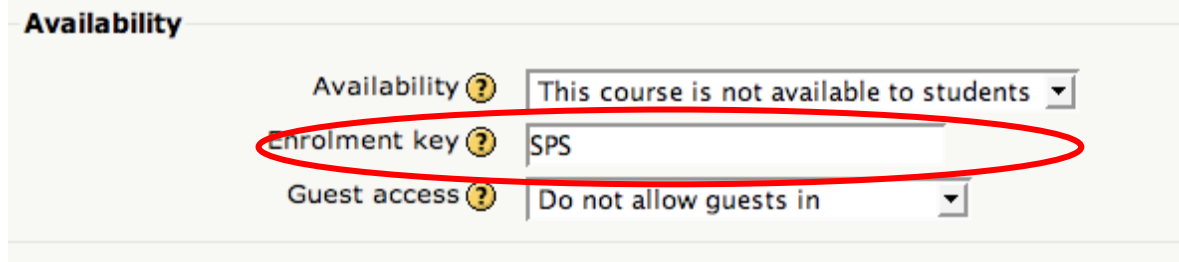 Availability
Availability ? This course is not available to students
Enrolment key ? SPS
Guest access ? Do not allow guests in